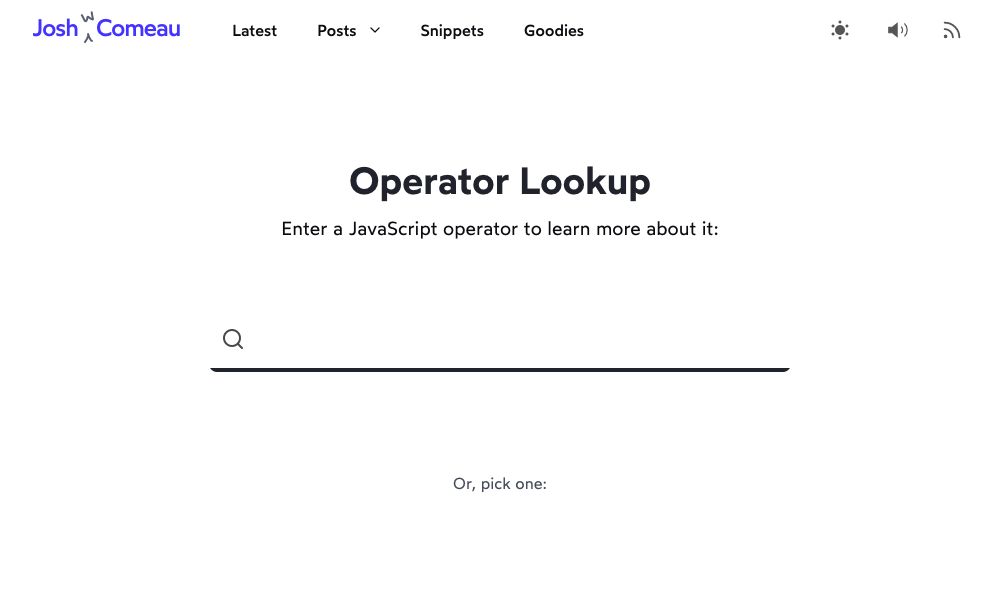 Josh W Comeau
Latest
Posts
Snippets
Goodies
Operator Lookup
Enter a JavaScript operator to learn more about it:
Or, pick one: